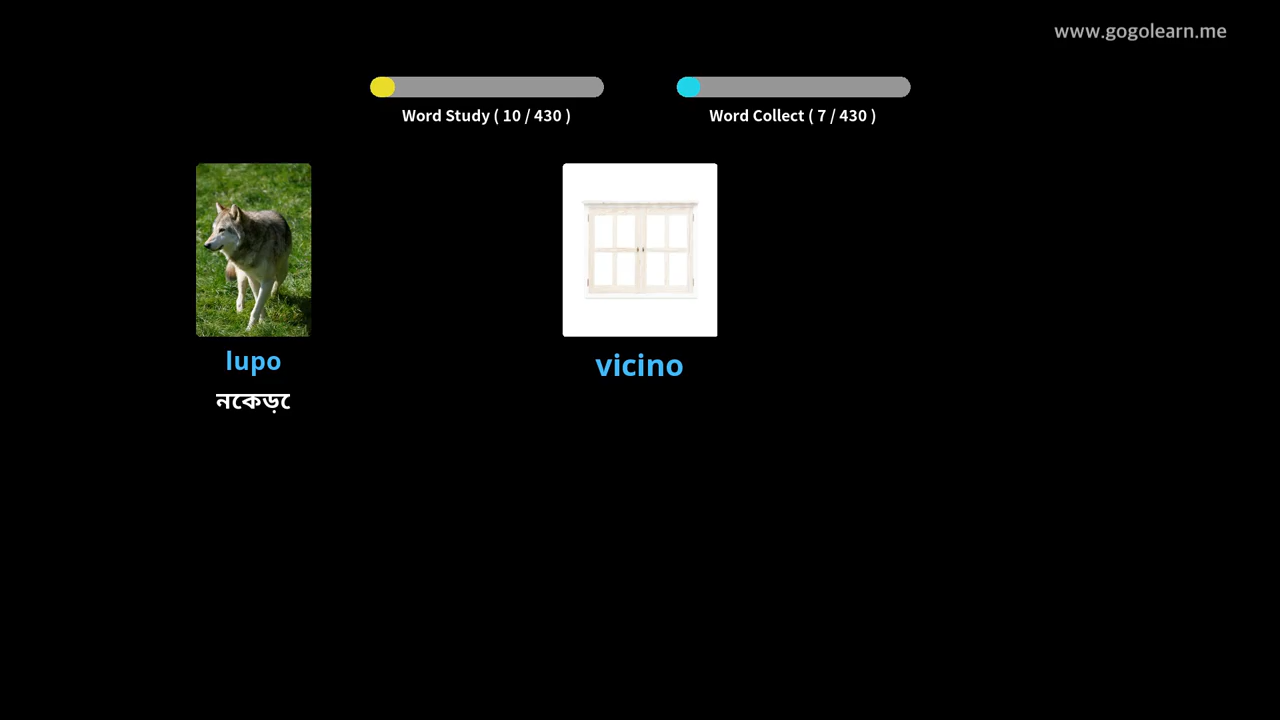 www.gogolearn.me
Word Study ( 10 / 430 )
Word Collect ( 7 / 430 )
lupo
নেকড়ে
vicino